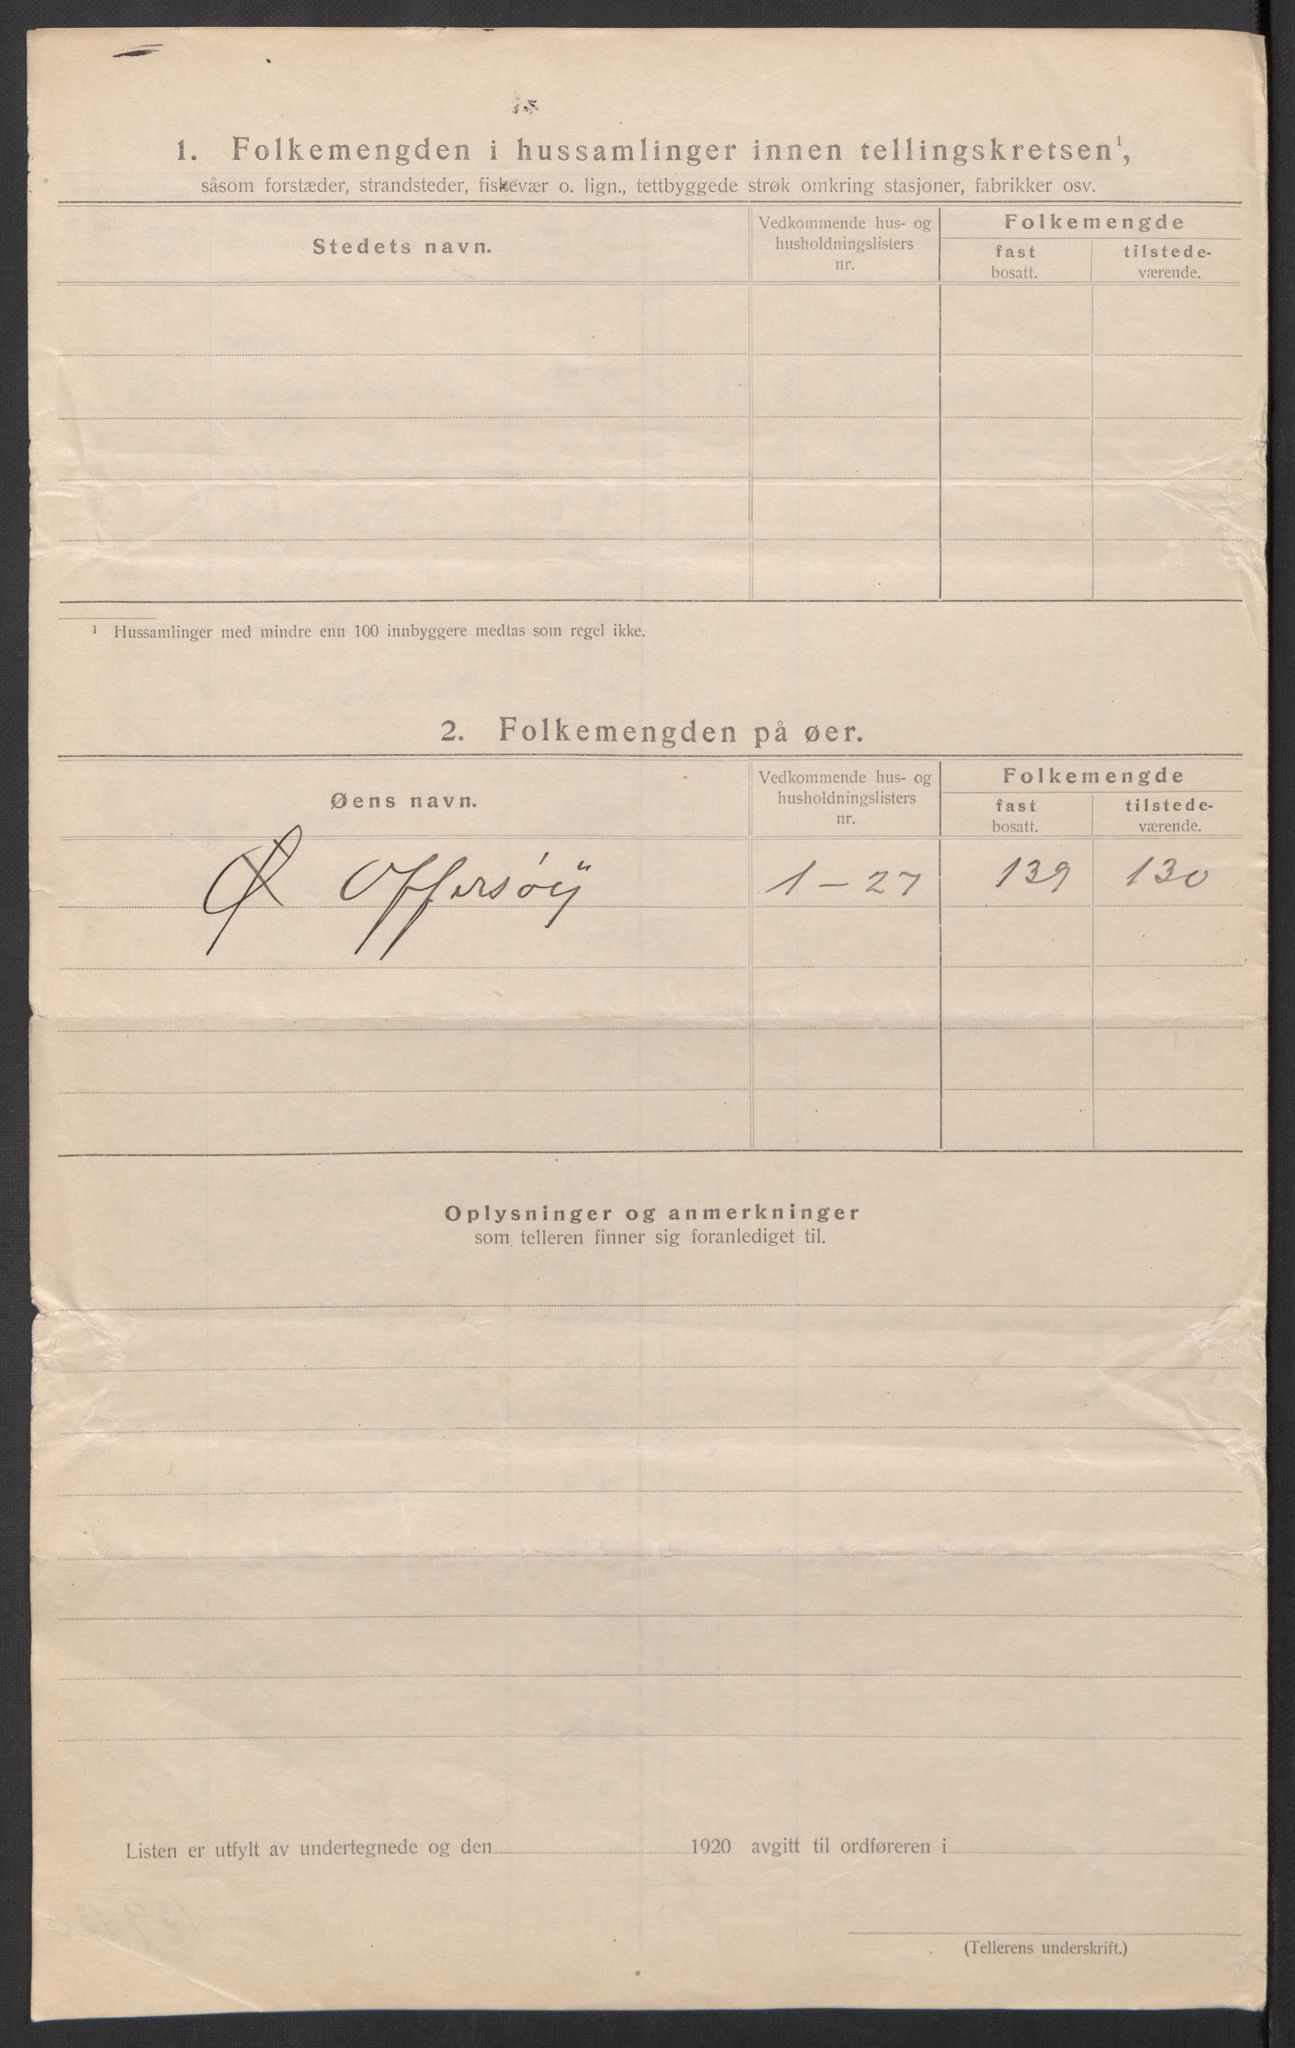 1. Folkemengden i hussamlinger innen tellingskretsen¹,
såsom forstæder, strandsteder, fiskevær o. lign., tettbyggede strøk omkring stasjoner, fabrikker osv.
Stedets navn.
Vedkommende hus- og
husholdningslisters
nr.
Folkemengde
fast
bosatt.
tilstede-
værende.
¹ Hussamlinger med mindre enn 100 innbyggere medtas som regel ikke.
2. Folkemengden på øer.
Øens navn.
Vedkommende hus- og
husholdningslisters
nr.
Folkemengde
fast
bosatt.
tilstede-
værende.
Offersøy 1-27 139 130
Oplysninger og anmerkninger
som telleren finner sig foranlediget til.
Listen er utfylt av undertegnede og den 1920 avgitt til ordføreren i
(Tellerens underskrift.)